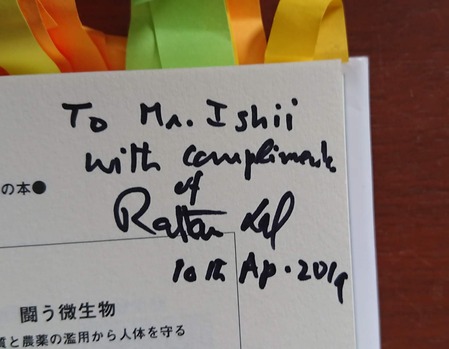 To Mr. Ishii
with compliments
of
Rattan Lal
10th Ap. 2019
の本●
闘う微生物
質と農薬の濫用から人体を守る